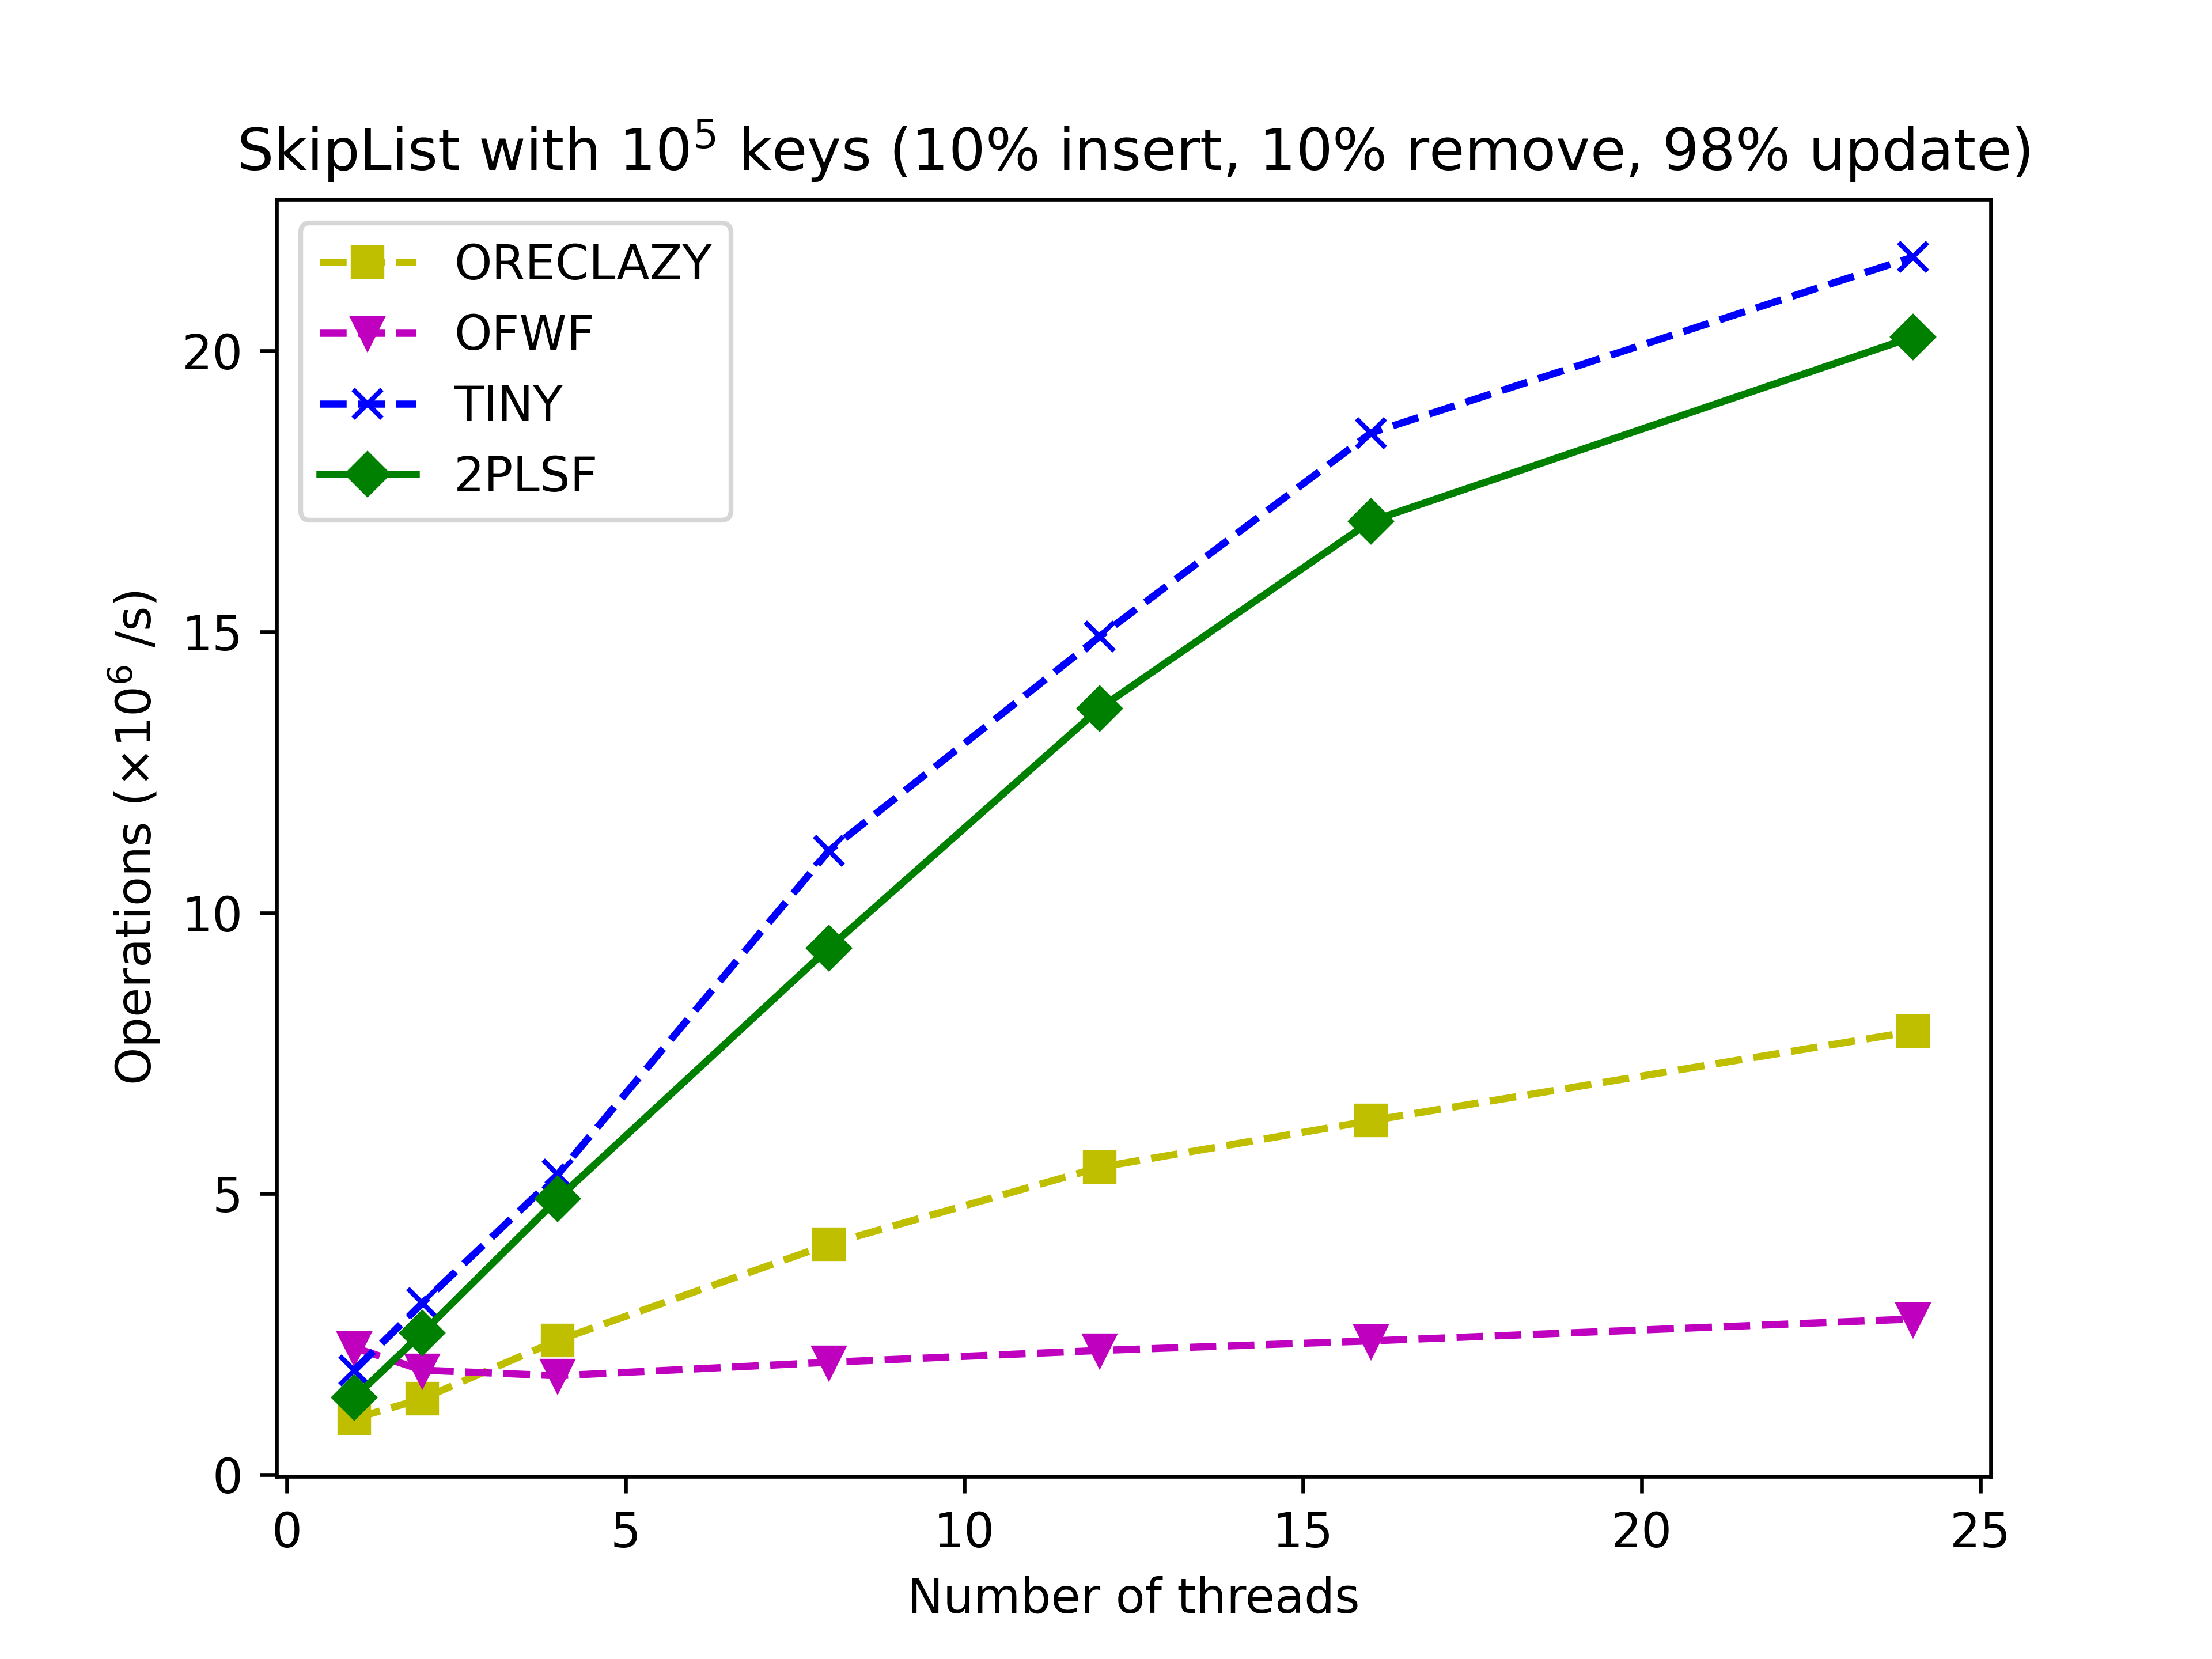 SkipList with 10⁵ keys (10% insert, 10% remove, 98% update)
ORECLAZY
OFWF
TINY
2PLSF
Operations (×10⁶ /s)
20
15
10
5
0
0 5 10 15 20 25
Number of threads